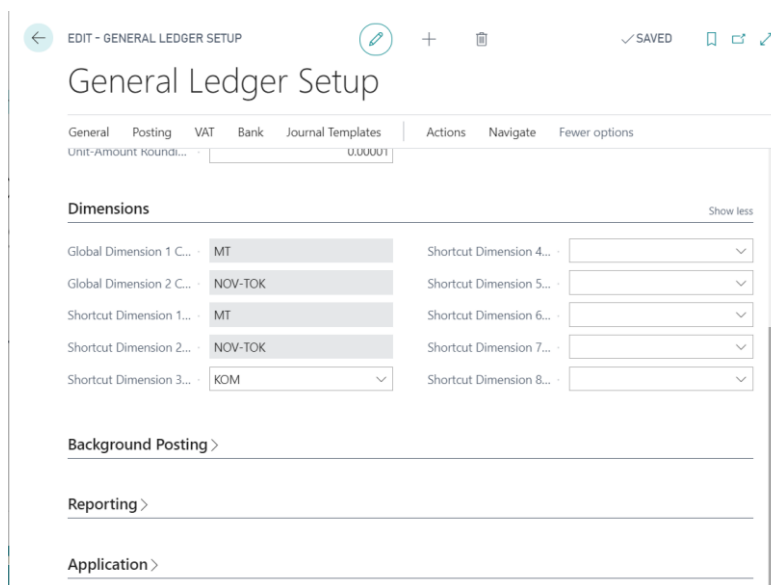 EDIT - GENERAL LEDGER SETUP
SAVED
General Ledger Setup
General Posting VAT Bank Journal Templates Actions Navigate Fewer options
Unit-Amount Roundi... 0.00001
Dimensions Show less
Global Dimension 1 C... MT Shortcut Dimension 4...
Global Dimension 2 C... NOV-TOK Shortcut Dimension 5...
Shortcut Dimension 1... MT Shortcut Dimension 6...
Shortcut Dimension 2... NOV-TOK Shortcut Dimension 7...
Shortcut Dimension 3... KOM Shortcut Dimension 8...
Background Posting
Reporting
Application